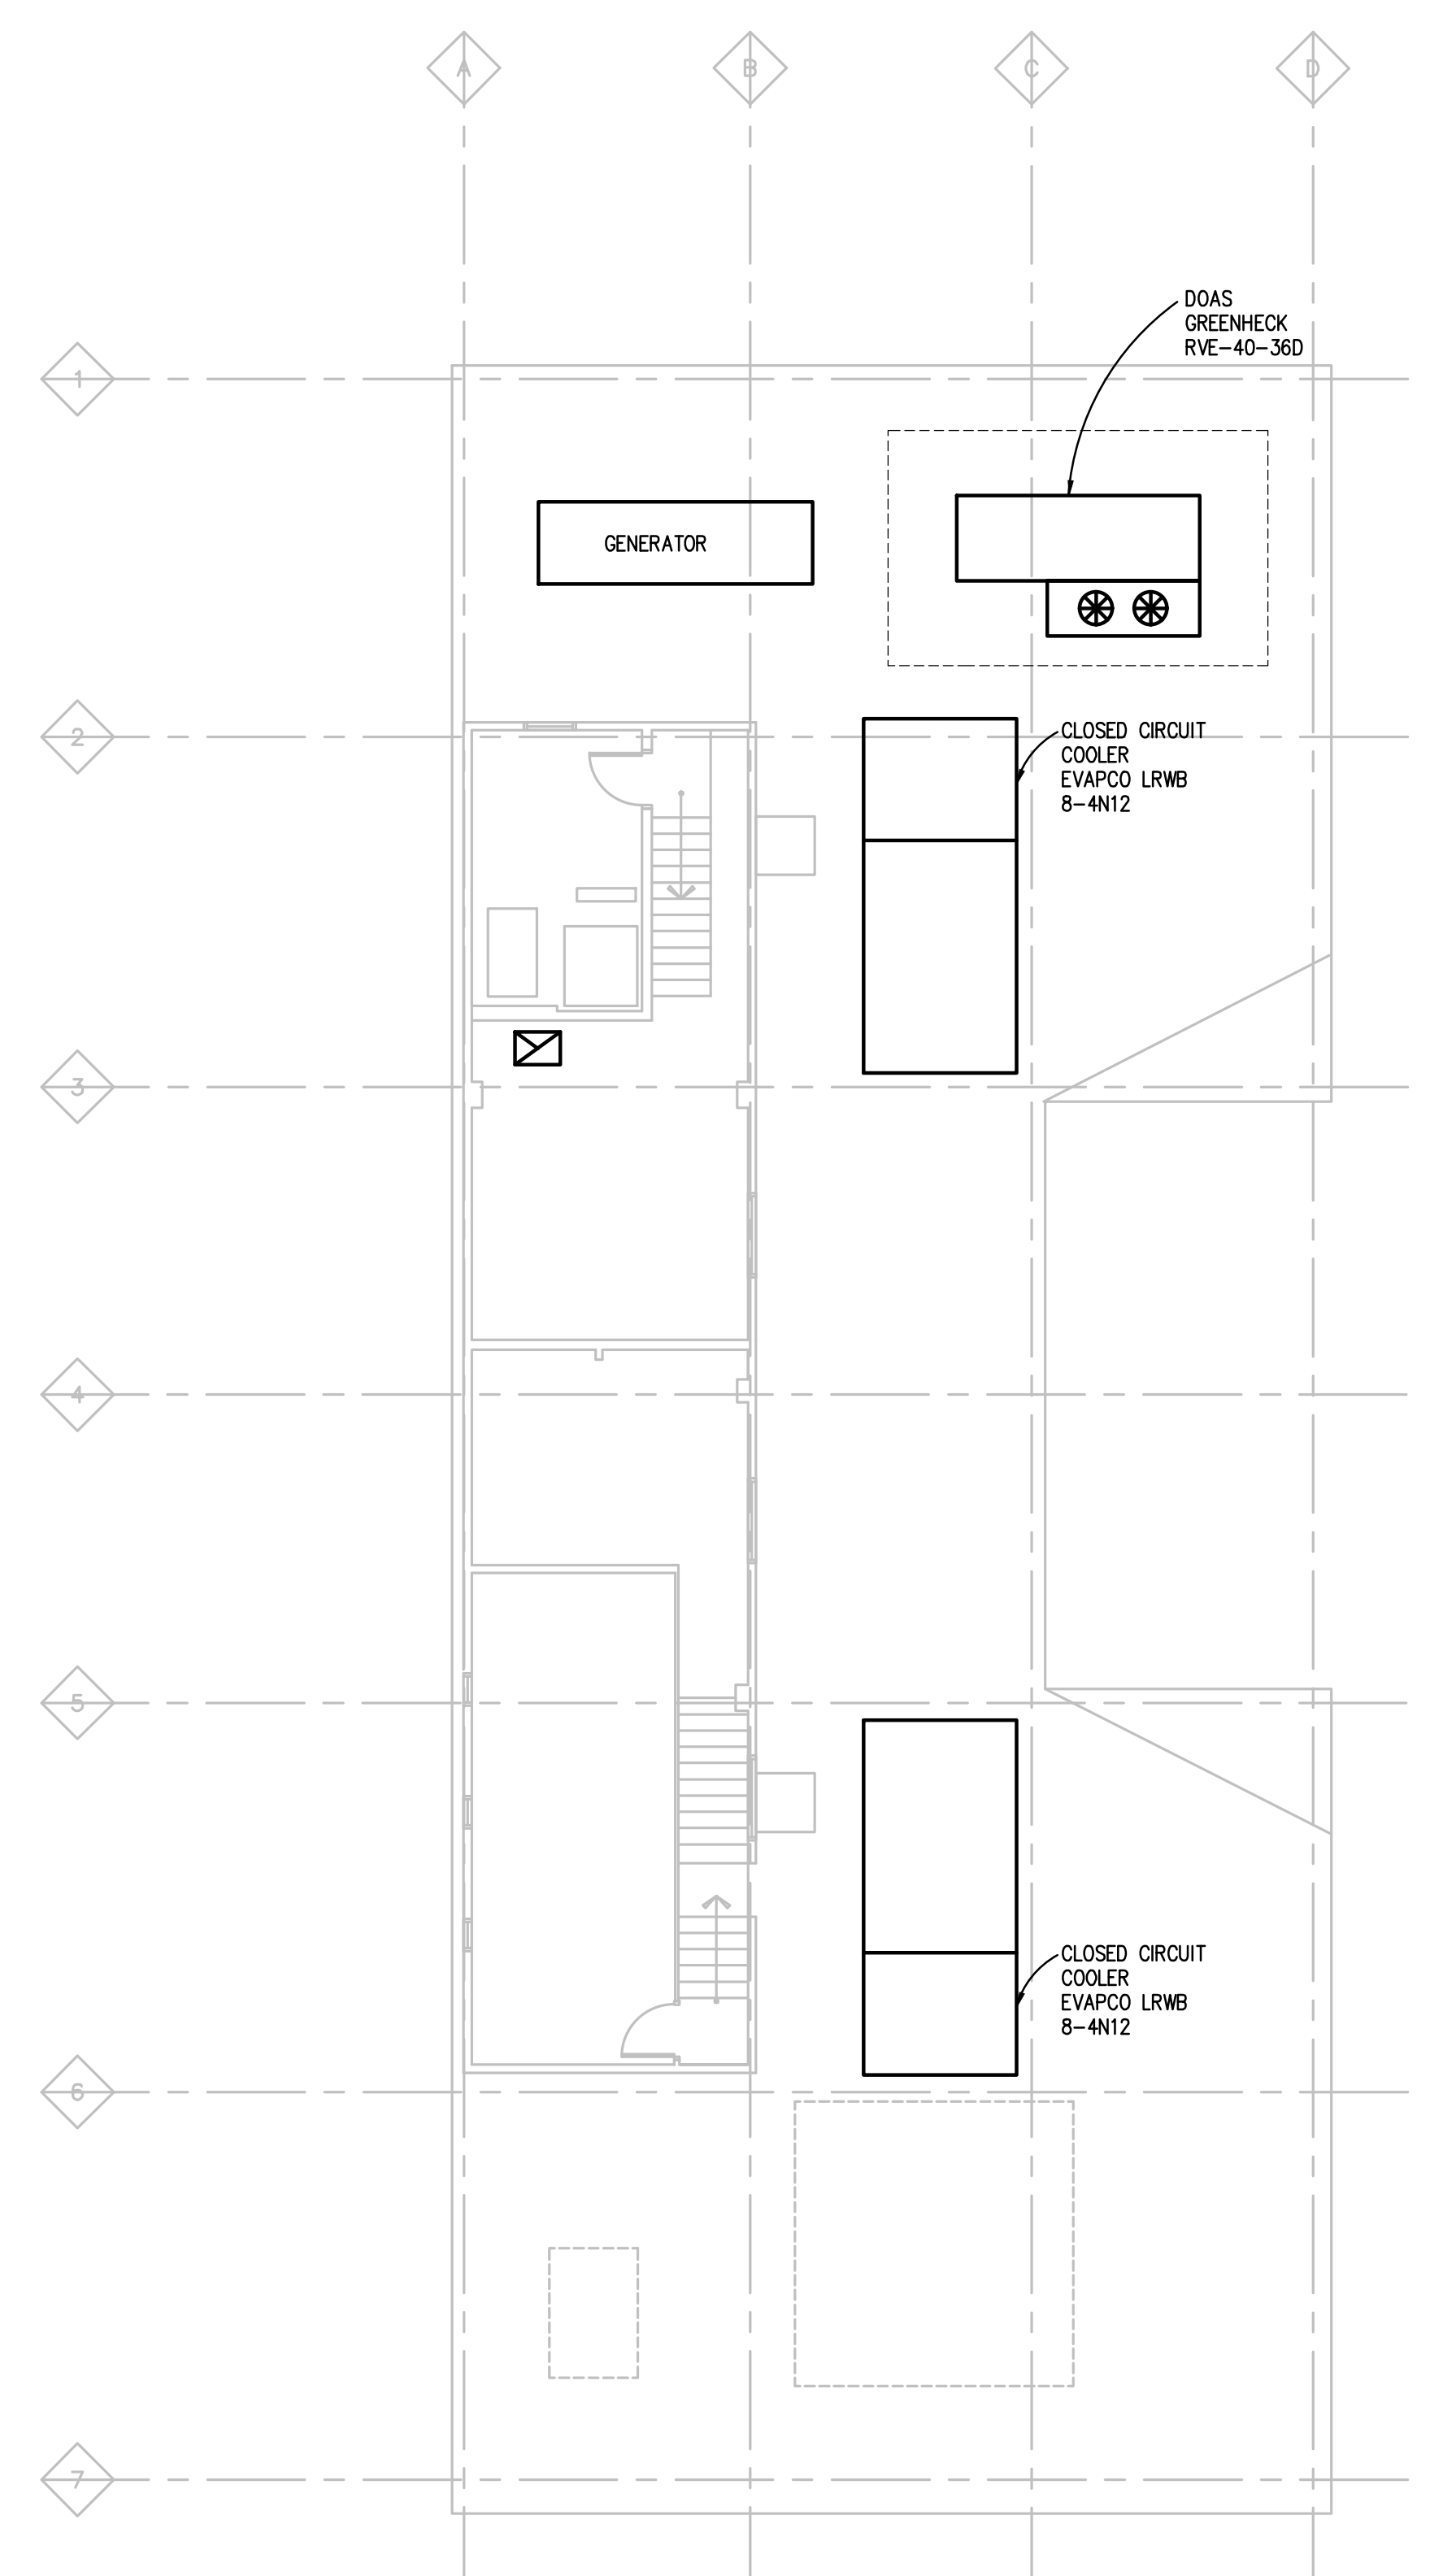 A
B
C
D
DOAS
GREENHECK
RVE-40-36D
1
GENERATOR
2
CLOSED CIRCUIT
COOLER
EVAPCO LRWB
8-4N12
3
4
5
CLOSED CIRCUIT
COOLER
EVAPCO LRWB
8-4N12
6
7